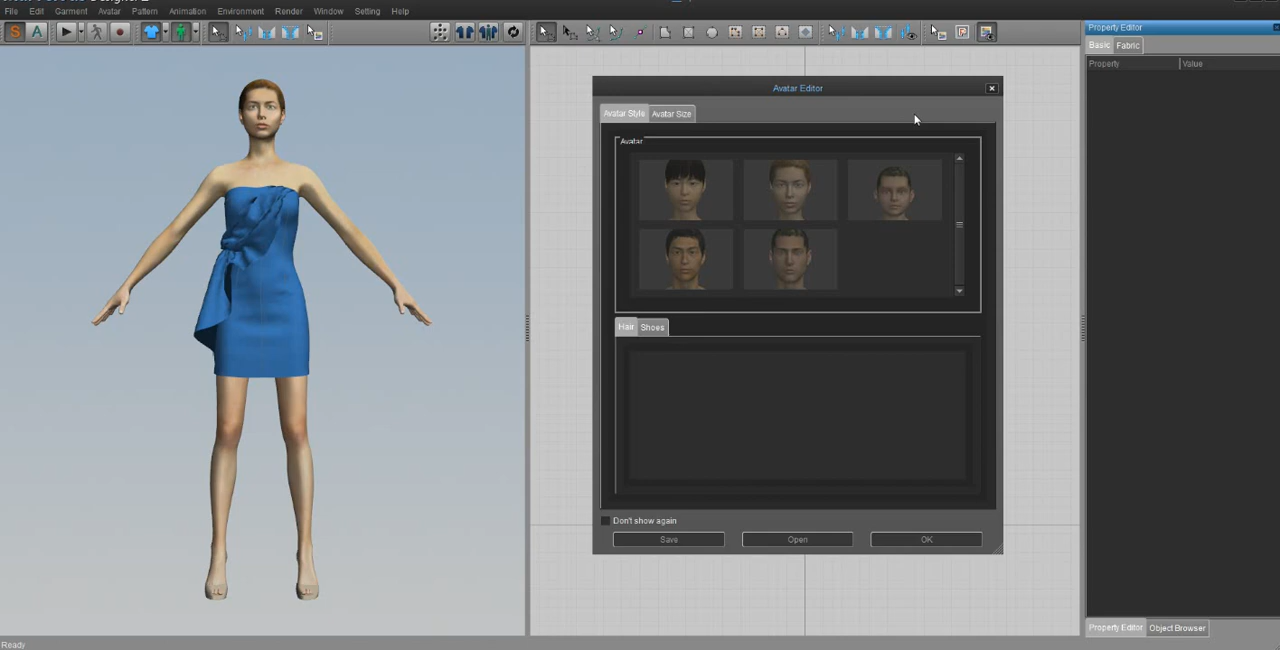 File Edit Garment Avatar Pattern Animation Environment Render Window Setting Help
S A
Property Editor
Basic Fabric
Property Value
Avatar Editor
Avatar Style Avatar Size
Avatar
Hair Shoes
Don't show again
Save Open OK
Property Editor Object Browser
Ready